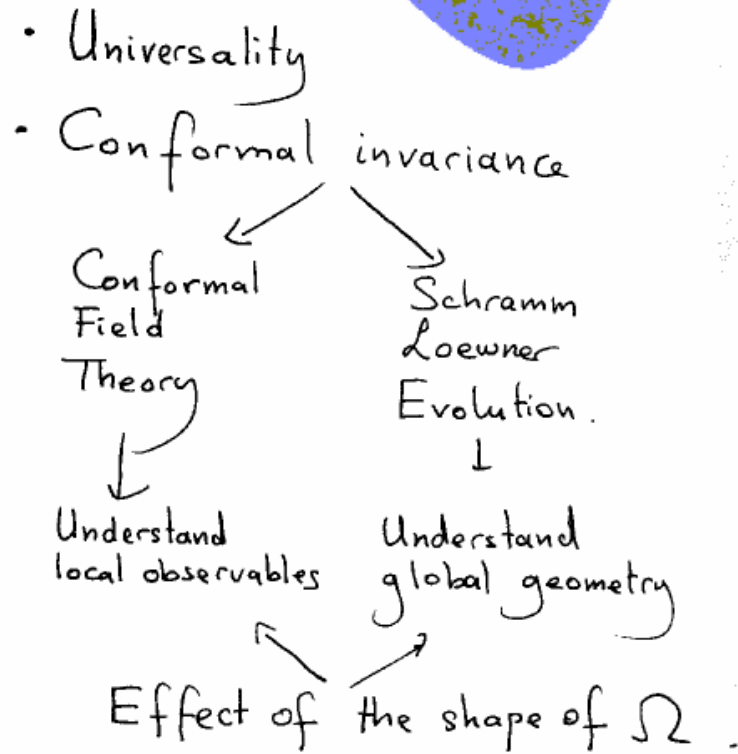 · Universality
· Conformal invariance
Conformal
Field
Theory
Schramm
Loewner
Evolution.
Understand
local observables
Understand
global geometry
Effect of the shape of Ω.